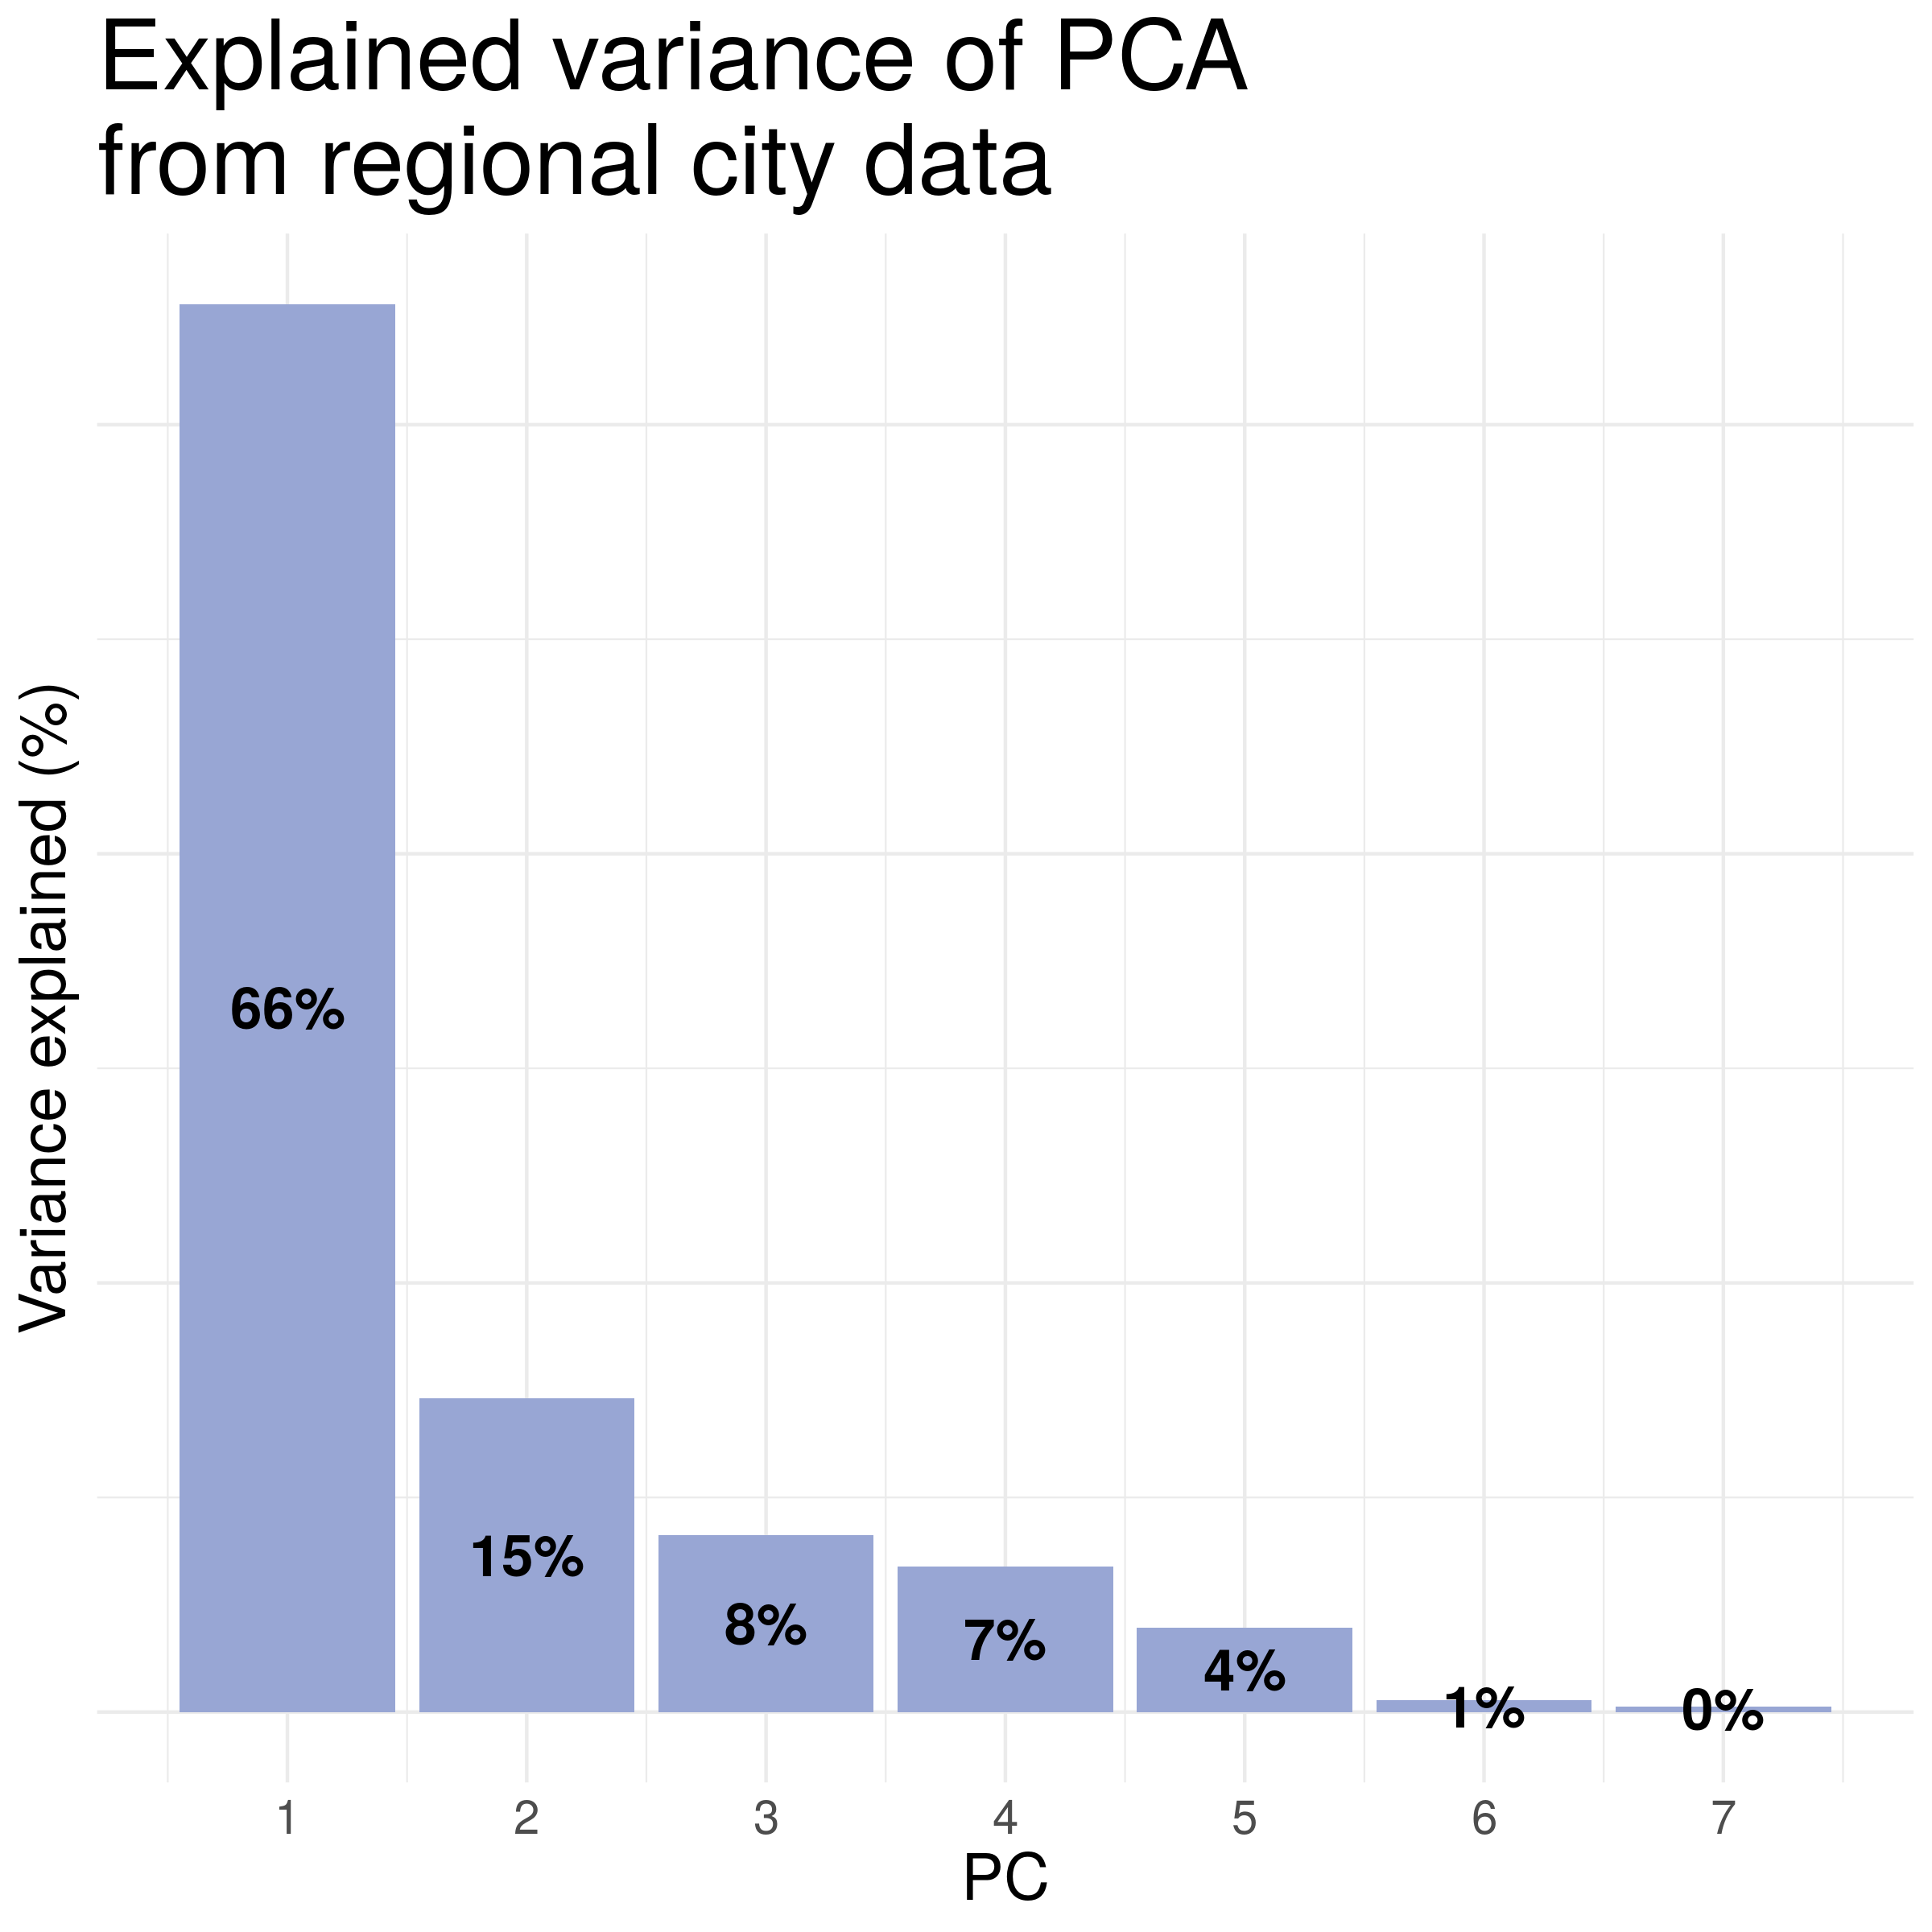 Explained variance of PCA
from regional city data
Variance explained (%)
66%
15%
8%
7%
4%
1%
0%
1 2 3 4 5 6 7
PC